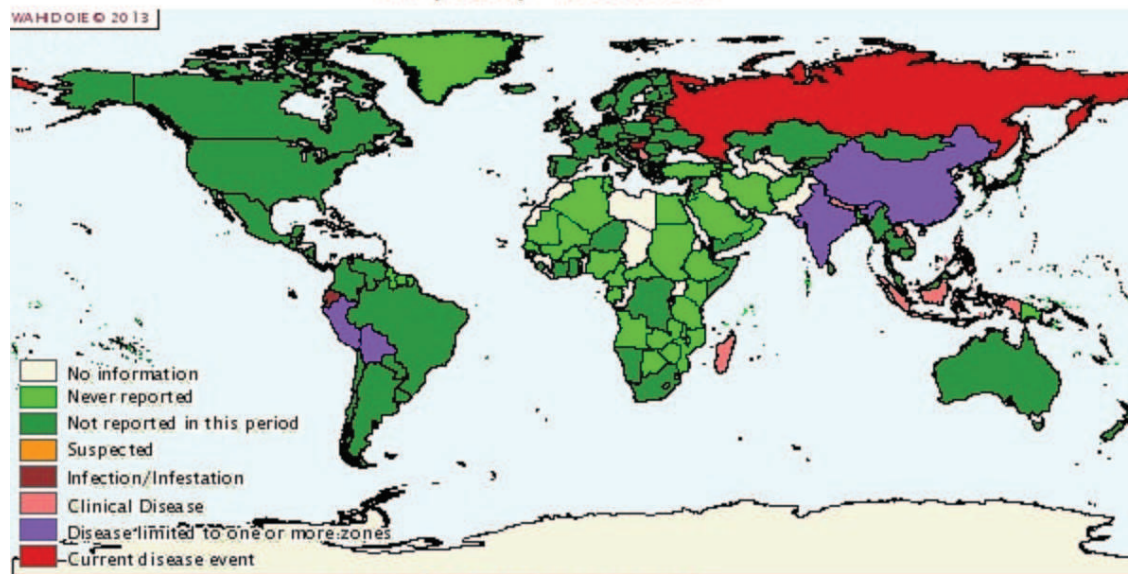 WAHIDOIE © 2013
No information
Never reported
Not reported in this period
Suspected
Infection/Infestation
Clinical Disease
Disease limited to one or more zones
Current disease event